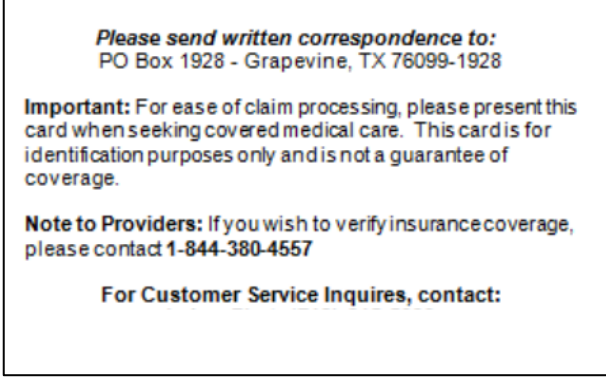 Please send written correspondence to:
PO Box 1928 - Grapevine, TX 76099-1928
Important: For ease of claim processing, please present this
card when seeking covered medical care. This card is for
identification purposes only and is not a guarantee of
coverage.
Note to Providers: If you wish to verify insurance coverage,
please contact 1-844-380-4557
For Customer Service Inquires, contact: